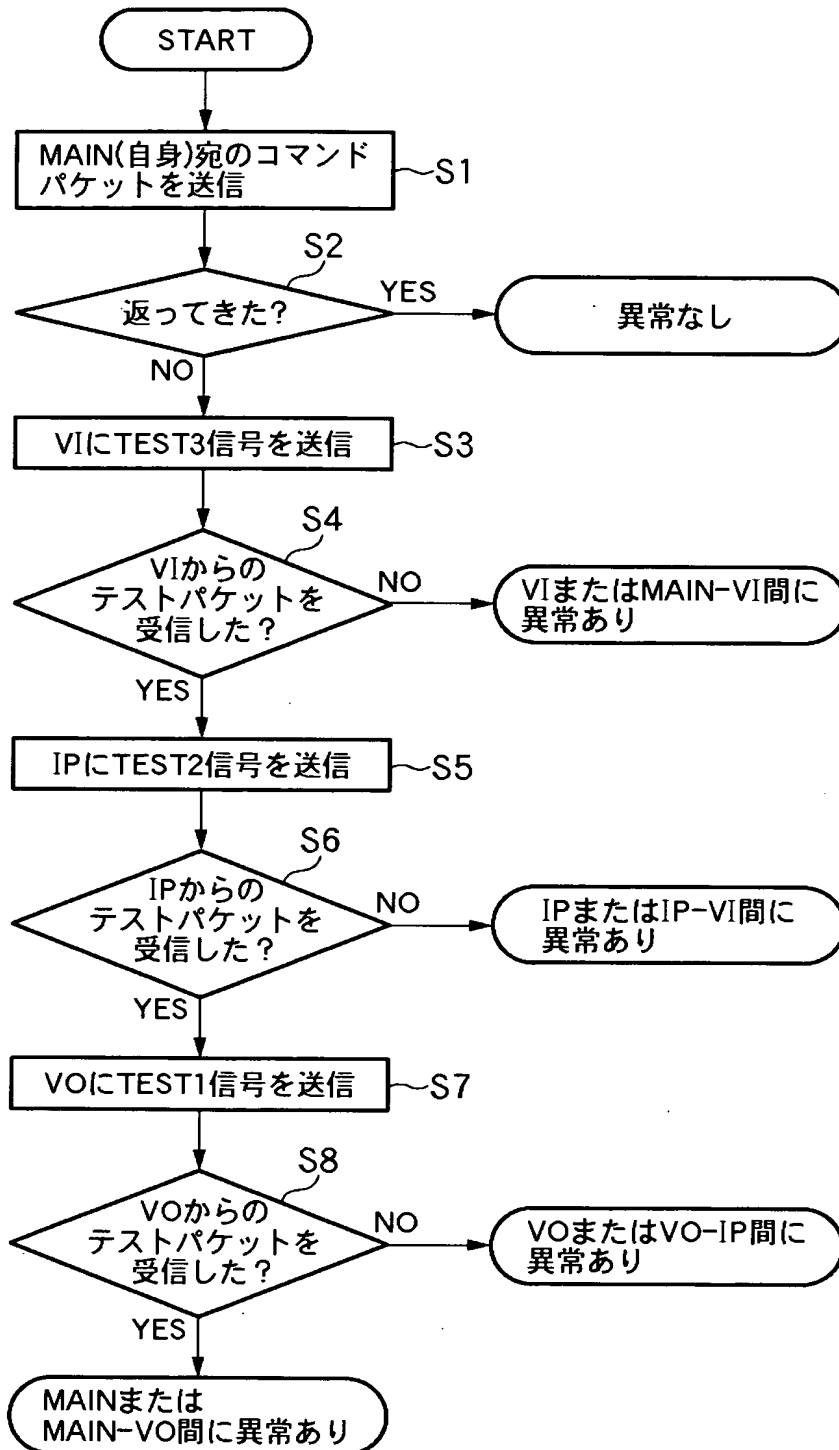 START
MAIN(自身)宛のコマンド
パケットを送信
S1
S2
返ってきた?
YES
異常なし
NO
VIにTEST3信号を送信
S3
S4
VIからの
テストパケットを
受信した?
NO
VIまたはMAIN-VI間に
異常あり
YES
IPにTEST2信号を送信
S5
S6
IPからの
テストパケットを
受信した?
NO
IPまたはIP-VI間に
異常あり
YES
VOにTEST1信号を送信
S7
S8
VOからの
テストパケットを
受信した?
NO
VOまたはVO-IP間に
異常あり
YES
MAINまたは
MAIN-VO間に異常あり